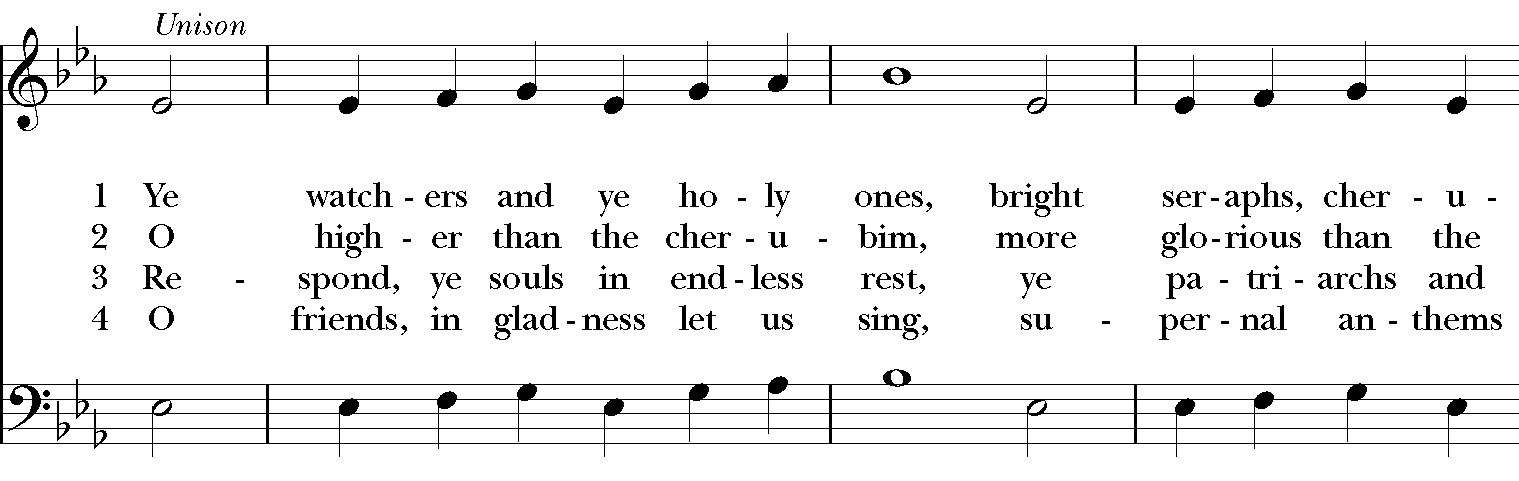 Unison
1 Ye watch - ers and ye ho - ly ones, bright ser - aphs, cher - u -
2 O high - er than the cher - u - bim, more glo - rious than the
3 Re - spond, ye souls in end - less rest, ye pa - tri - archs and
4 O friends, in glad - ness let us sing, su - per - nal an - thems